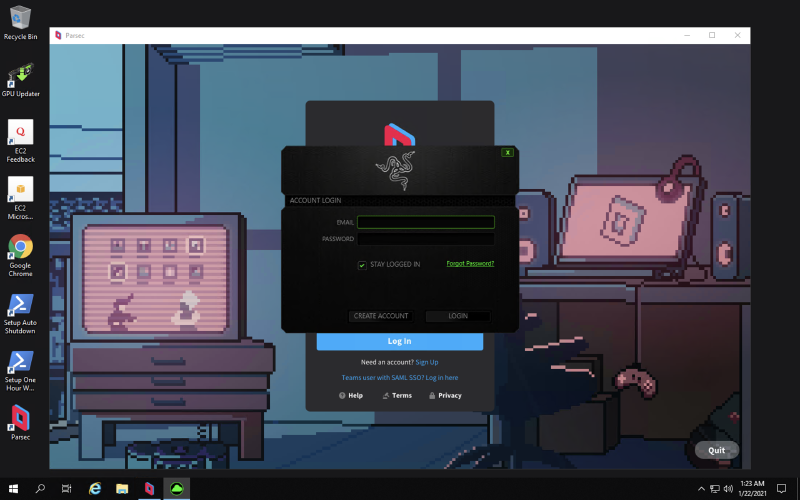 Recycle Bin
GPU Updater
EC2
Feedback
EC2
Micros...
Google
Chrome
Setup Auto
Shutdown
Setup One
Hour W...
Parsec
Parsec
X
ACCOUNT LOGIN
EMAIL
PASSWORD
STAY LOGGED IN
Forgot Password?
CREATE ACCOUNT
LOGIN
Log In
Need an account? Sign Up
Teams user with SAML SSO? Log in here
Help
Terms
Privacy
Quit
1:23 AM
1/22/2021